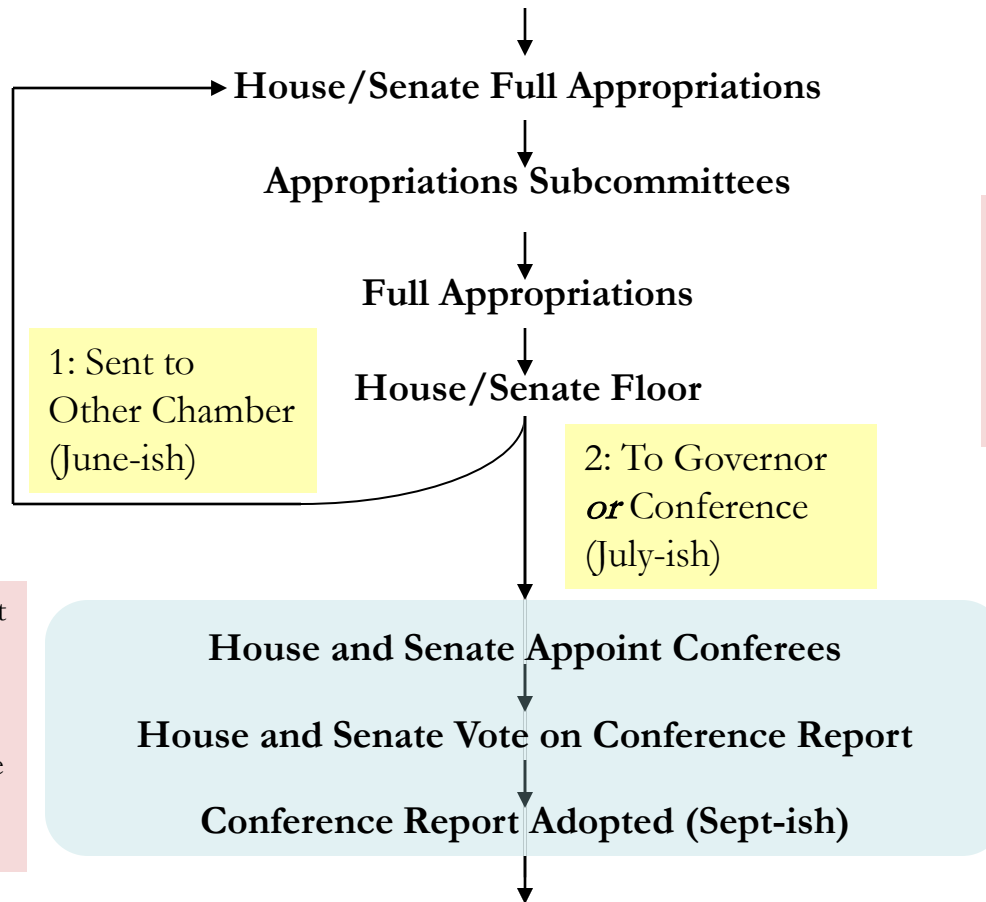 House/Senate Full Appropriations
Appropriations Subcommittees
Full Appropriations
House/Senate Floor
1: Sent to
Other Chamber
(June-ish)
2: To Governor
or Conference
(July-ish)
House and Senate Appoint Conferees
House and Senate Vote on Conference Report
Conference Report Adopted (Sept-ish)